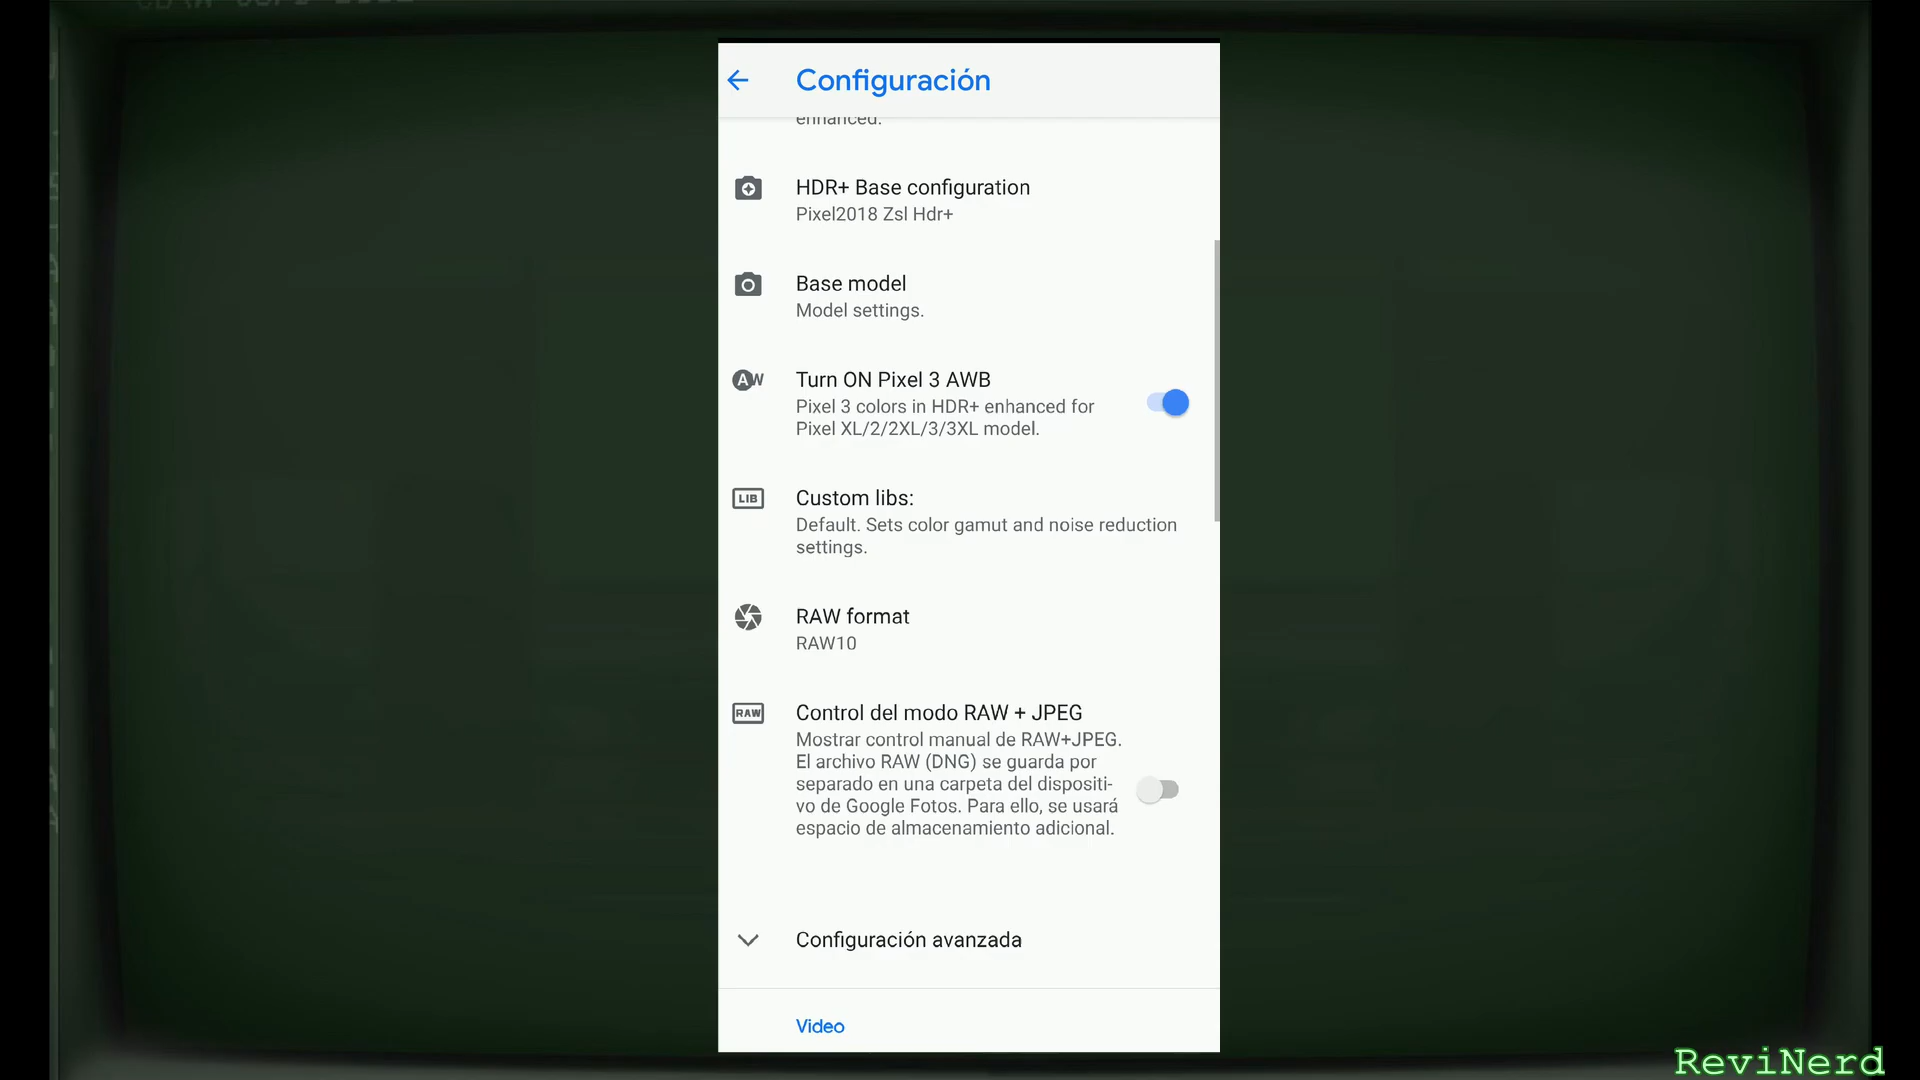 Configuración
enhanced.
HDR+ Base configuration
Pixel2018 Zsl Hdr+
Base model
Model settings.
AW
Turn ON Pixel 3 AWB
Pixel 3 colors in HDR+ enhanced for
Pixel XL/2/2XL/3/3XL model.
LIB
Custom libs:
Default. Sets color gamut and noise reduction
settings.
RAW format
RAW10
RAW
Control del modo RAW + JPEG
Mostrar control manual de RAW+JPEG.
El archivo RAW (DNG) se guarda por
separado en una carpeta del dispositi-
vo de Google Fotos. Para ello, se usará
espacio de almacenamiento adicional.
Configuración avanzada
Video
ReviNerd